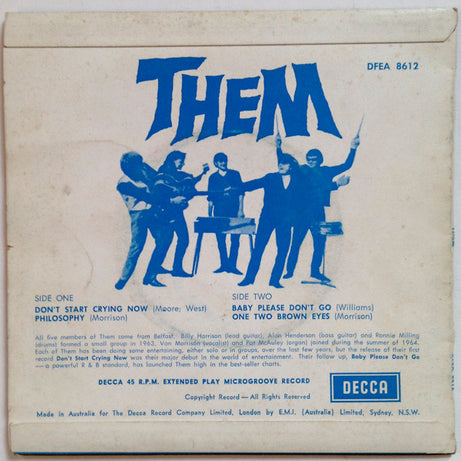 THEM
DFEA 8612
SIDE ONE
DON'T START CRYING NOW (Moore; West)
PHILOSOPHY (Morrison)
SIDE TWO
BABY PLEASE DON'T GO (Williams)
ONE TWO BROWN EYES (Morrison)
All five members of Them come from Belfast. Billy Harrison (lead guitar), Alan Henderson (bass guitar) and Ronnie Milling
(drums) formed a small group in 1963. Van Morrison (vocalist) and Pat McAuley (organ) joined during the summer of 1964.
Each of Them has been doing some entertaining, either solo or in groups, over the last few years, but the release of their first
record Don't Start Crying Now was their disc debut in the world of entertainment. Their follow up, Baby Please Don't Go
— a powerful R & B standard, has launched Them high in the best-seller charts.
DECCA 45 R.P.M. EXTENDED PLAY MICROGROOVE RECORD
DECCA
Copyright Record — All Rights Reserved
Made in Australia for The Decca Record Company Limited, London by E.M.I. (Australia) Limited; Sydney, N.S.W.